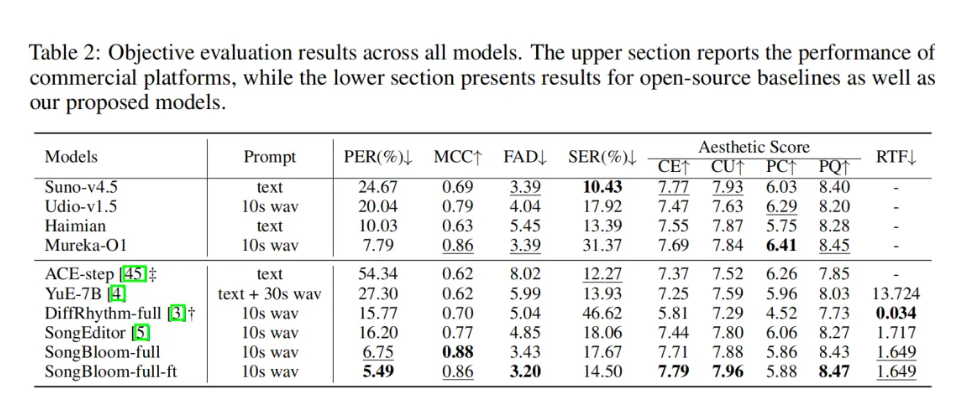 Table 2: Objective evaluation results across all models. The upper section reports the performance of
commercial platforms, while the lower section presents results for open-source baselines as well as
our proposed models.
Models Prompt PER(%)↓ MCC↑ FAD↓ SER(%)↓ Aesthetic Score RTF↓
CE↑ CU↑ PC↑ PQ↑
Suno-v4.5 text 24.67 0.69 3.39 10.43 7.77 7.93 6.03 8.40 -
Udio-v1.5 10s wav 20.04 0.79 4.04 17.92 7.47 7.63 6.29 8.20 -
Haimian text 10.03 0.63 5.45 13.39 7.55 7.87 5.75 8.28 -
Mureka-O1 10s wav 7.79 0.86 3.39 31.37 7.69 7.84 6.41 8.45 -
ACE-step [45]‡ text 54.34 0.62 8.02 12.27 7.37 7.52 6.26 7.85 -
YuE-7B [4] text + 30s wav 27.30 0.62 5.99 13.93 7.25 7.59 5.96 8.03 13.724
DiffRhythm-full [3]† 10s wav 15.77 0.70 5.04 46.62 5.81 7.29 4.52 7.73 0.034
SongEditor [5] 10s wav 16.20 0.77 4.85 18.06 7.44 7.80 6.06 8.27 1.717
SongBloom-full 10s wav 6.75 0.88 3.43 17.67 7.71 7.88 5.86 8.43 1.649
SongBloom-full-ft 10s wav 5.49 0.86 3.20 14.50 7.79 7.96 5.88 8.47 1.649